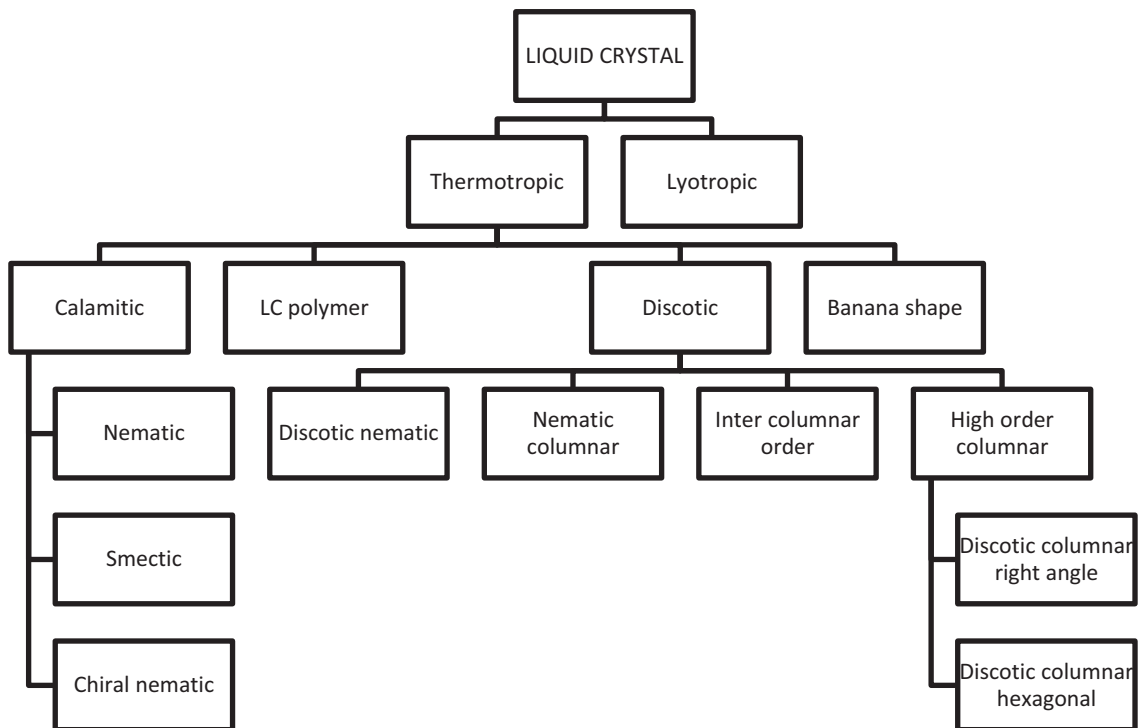 LIQUID CRYSTAL
Thermotropic
Lyotropic
Calamitic
LC polymer
Discotic
Banana shape
Nematic
Discotic nematic
Nematic
columnar
Inter columnar
order
High order
columnar
Smectic
Discotic columnar
right angle
Chiral nematic
Discotic columnar
hexagonal